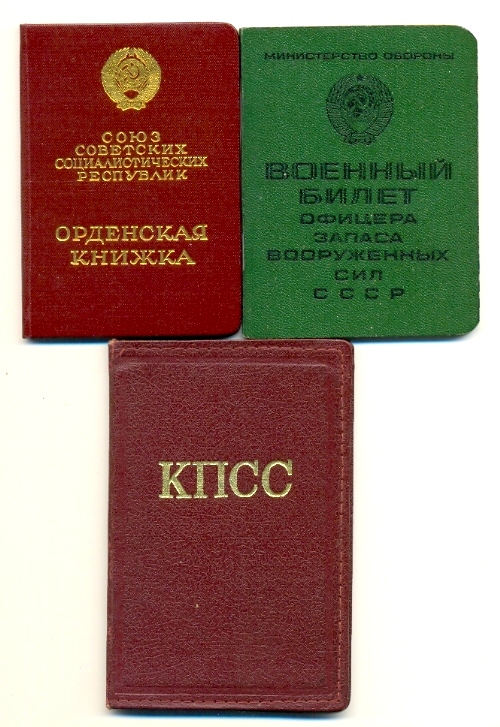 СОЮЗ
СОВЕТСКИХ
СОЦИАЛИСТИЧЕСКИХ
РЕСПУБЛИК
ОРДЕНСКАЯ
КНИЖКА
МИНИСТЕРСТВО ОБОРОНЫ
ВОЕННЫЙ
БИЛЕТ
ОФИЦЕРА
ЗАПАСА
ВООРУЖЕННЫХ
СИЛ
СССР
КПСС